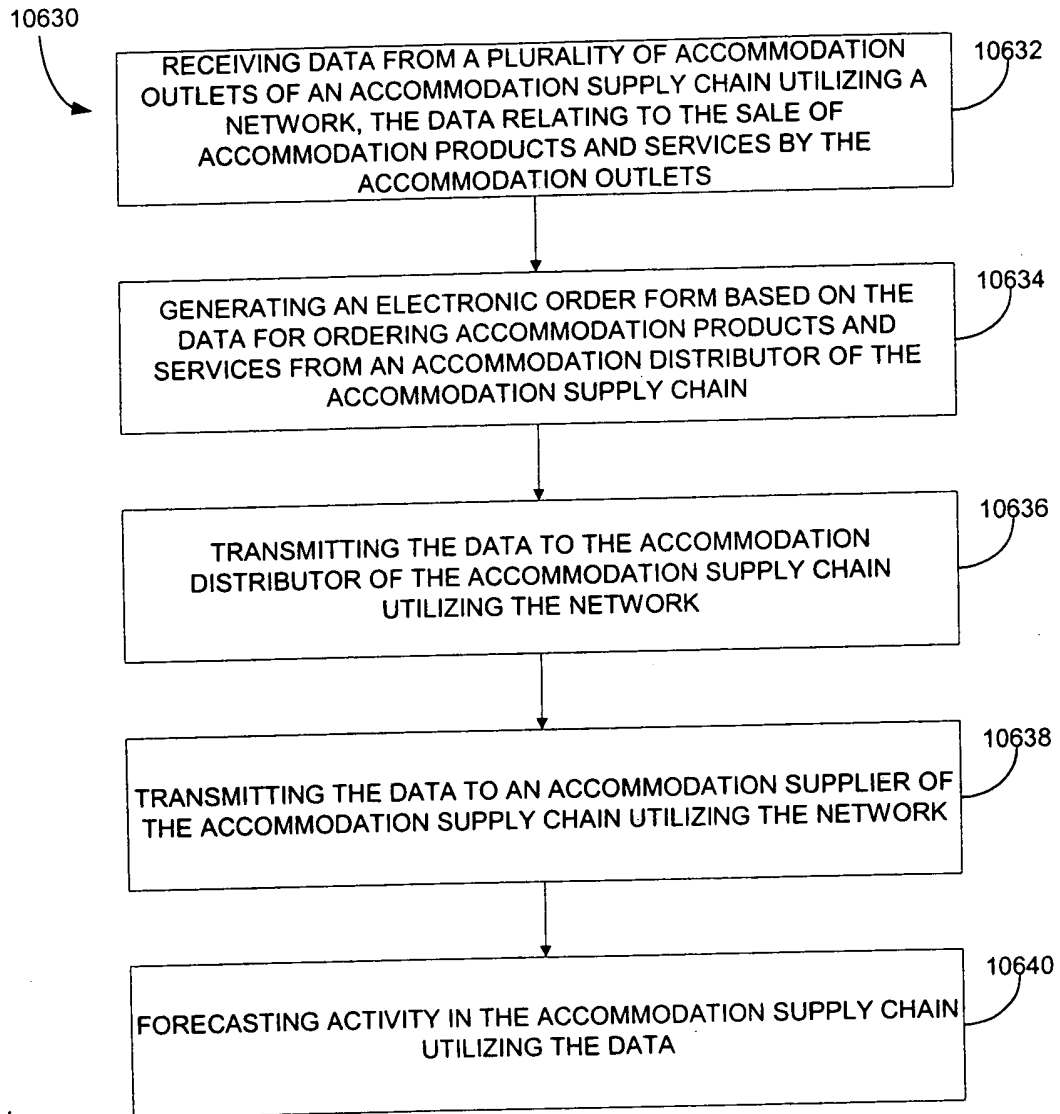 10630
RECEIVING DATA FROM A PLURALITY OF ACCOMMODATION
OUTLETS OF AN ACCOMMODATION SUPPLY CHAIN UTILIZING A
NETWORK, THE DATA RELATING TO THE SALE OF
ACCOMMODATION PRODUCTS AND SERVICES BY THE
ACCOMMODATION OUTLETS
10632
GENERATING AN ELECTRONIC ORDER FORM BASED ON THE
DATA FOR ORDERING ACCOMMODATION PRODUCTS AND
SERVICES FROM AN ACCOMMODATION DISTRIBUTOR OF THE
ACCOMMODATION SUPPLY CHAIN
10634
TRANSMITTING THE DATA TO THE ACCOMMODATION
DISTRIBUTOR OF THE ACCOMMODATION SUPPLY CHAIN
UTILIZING THE NETWORK
10636
TRANSMITTING THE DATA TO AN ACCOMMODATION SUPPLIER OF
THE ACCOMMODATION SUPPLY CHAIN UTILIZING THE NETWORK
10638
FORECASTING ACTIVITY IN THE ACCOMMODATION SUPPLY CHAIN
UTILIZING THE DATA
10640